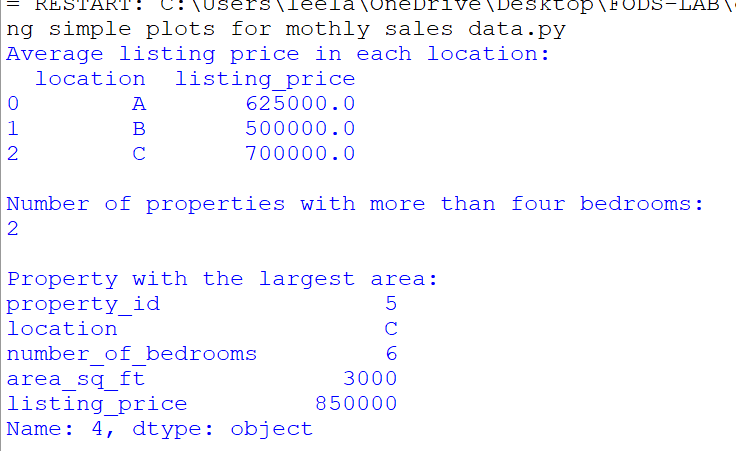 = RESTART: C:\Users\leela\OneDrive\Desktop\FODS-LAB\
ng simple plots for mothly sales data.py
Average listing price in each location:
  location  listing_price
0        A       625000.0
1        B       500000.0
2        C       700000.0

Number of properties with more than four bedrooms:
2

Property with the largest area:
property_id                5
location                   C
number_of_bedrooms         6
area_sq_ft              3000
listing_price         850000
Name: 4, dtype: object